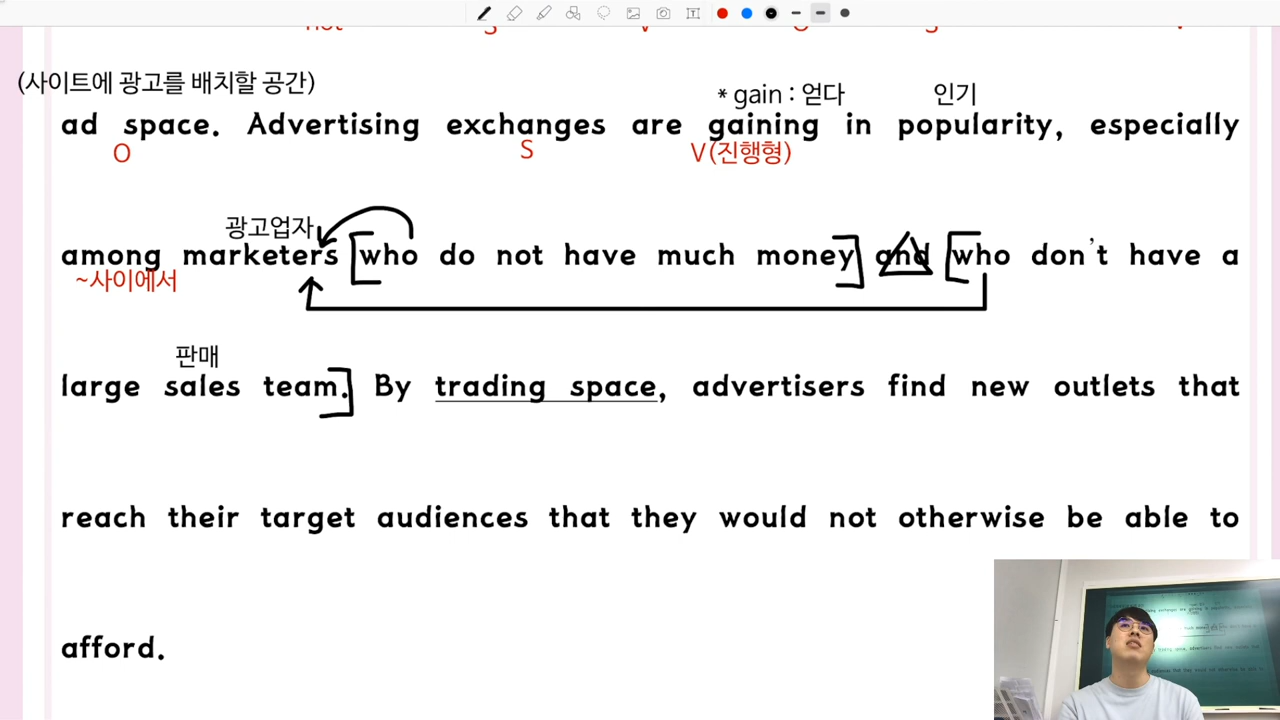 (사이트에 광고를 배치할 공간)
* gain : 얻다 인기
ad space. Advertising exchanges are gaining in popularity, especially
O S V(진행형)
광고업자
among marketers [who do not have much money] and [who don't have a
~사이에서
판매
large sales team.] By trading space, advertisers find new outlets that
reach their target audiences that they would not otherwise be able to
afford.